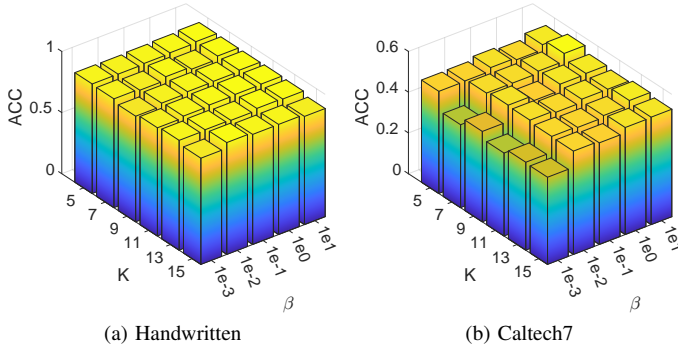 1
0.5
0
ACC
5
7
9
11
13
15
K
1e-3
1e-2
1e-1
1e0
1e1
β
(a) Handwritten
0.6
0.4
0.2
0
ACC
5
7
9
11
13
15
K
1e-3
1e-2
1e-1
1e0
1e1
β
(b) Caltech7